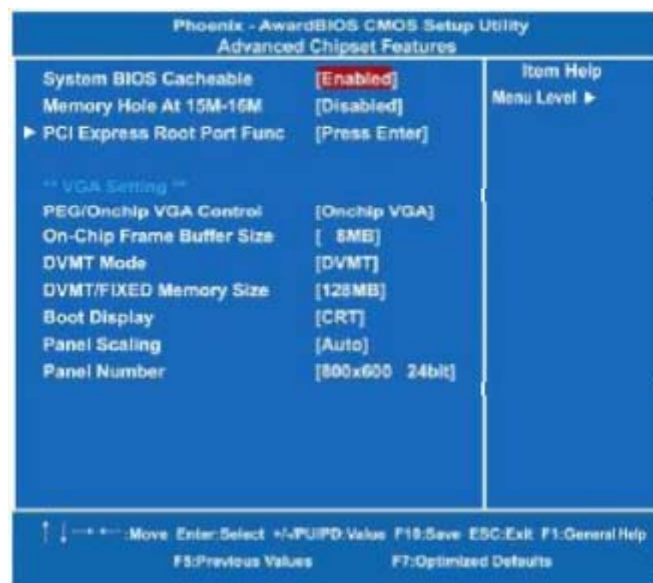 Phoenix - AwardBIOS CMOS Setup Utility
Advanced Chipset Features
System BIOS Cacheable [Enabled]
Memory Hole At 15M-16M [Disabled]
▶ PCI Express Root Port Func [Press Enter]
** VGA Setting **
PEG/Onchip VGA Control [Onchip VGA]
On-Chip Frame Buffer Size [ 8MB]
DVMT Mode [DVMT]
DVMT/FIXED Memory Size [128MB]
Boot Display [CRT]
Panel Scaling [Auto]
Panel Number [800x600 24bit]
Item Help
Menu Level ▶
↑ ↓ → ← :Move Enter:Select +/-/PU/PD:Value F10:Save ESC:Exit F1:General Help
F5:Previous Values F7:Optimized Defaults